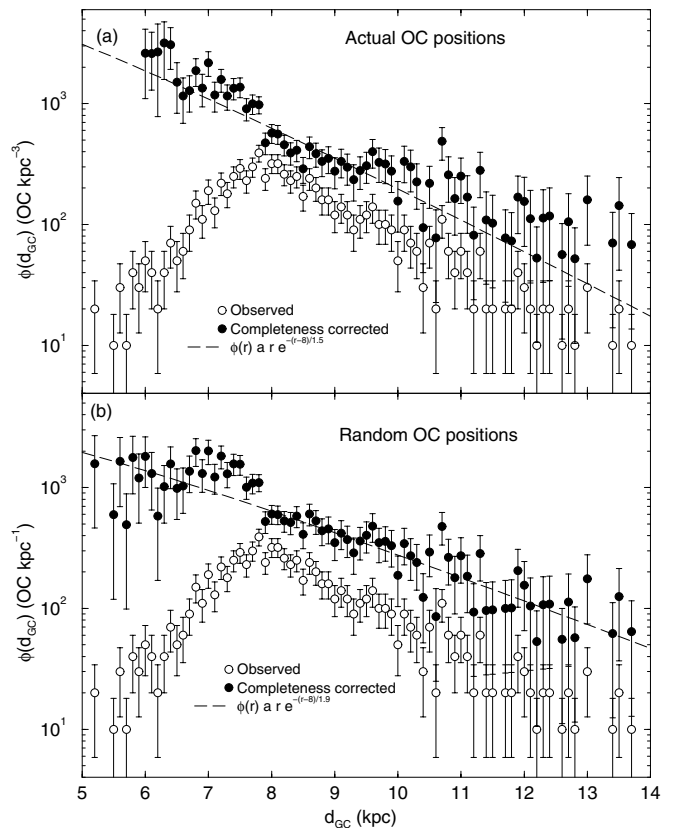 (a)
Actual OC positions
10³
10²
10¹
ϕ(d_GC) (OC kpc⁻³)
Observed
Completeness corrected
ϕ(r) a r e⁻⁽ʳ⁻⁸⁾/¹·⁵
(b)
Random OC positions
10³
10²
10¹
ϕ(d_GC) (OC kpc⁻¹)
Observed
Completeness corrected
ϕ(r) a r e⁻⁽ʳ⁻⁸⁾/¹·⁹
5 6 7 8 9 10 11 12 13 14
d_GC (kpc)